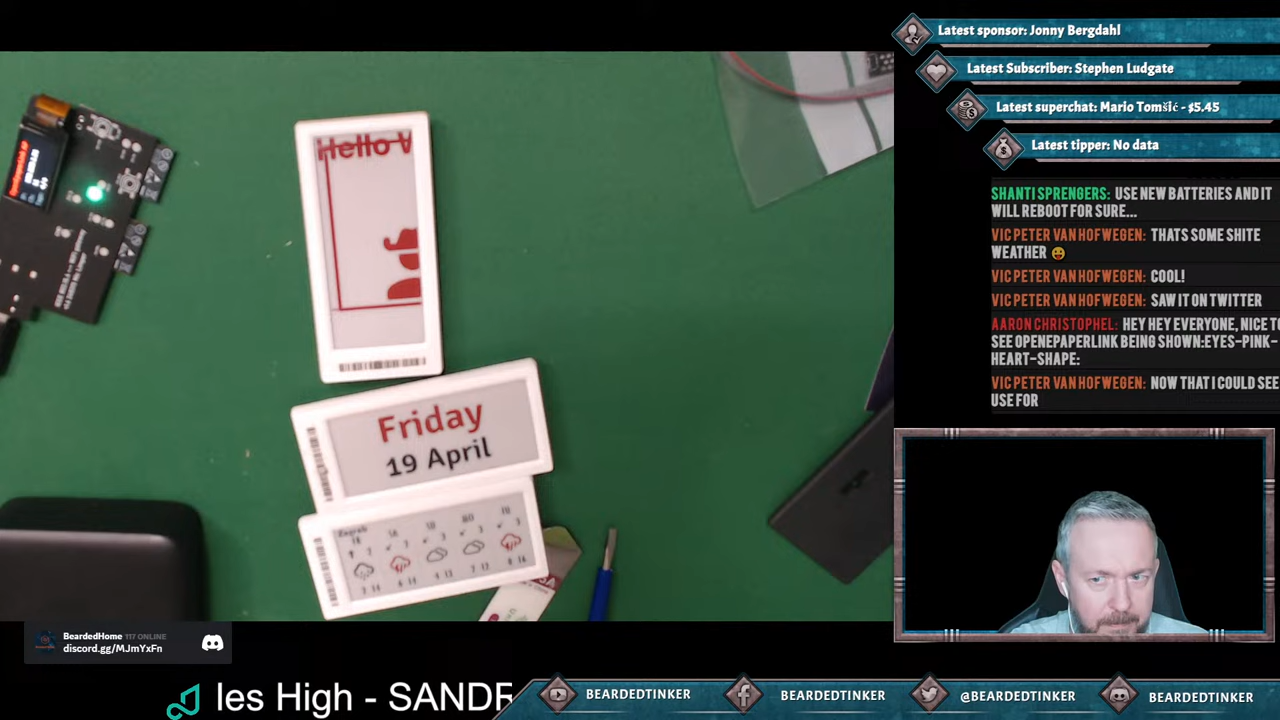 Latest sponsor: Jonny Bergdahl
Latest Subscriber: Stephen Ludgate
Latest superchat: Mario Tomšić - $5.45
Latest tipper: No data
SHANTI SPRENGERS: USE NEW BATTERIES AND IT
WILL REBOOT FOR SURE...
VIC PETER VAN HOFWEGEN: THATS SOME SHITE
WEATHER 😛
VIC PETER VAN HOFWEGEN: COOL!
VIC PETER VAN HOFWEGEN: SAW IT ON TWITTER
AARON CHRISTOPHEL: HEY HEY EVERYONE, NICE TO
SEE OPENEPAPERLINK BEING SHOWN:EYES-PINK-
HEART-SHAPE:
VIC PETER VAN HOFWEGEN: NOW THAT I COULD SEE
USE FOR
Hello
Friday
19 April
Zagreb
BeardedHome 117 ONLINE
discord.gg/MJmYxFn
les High - SANDR
BEARDEDTINKER
BEARDEDTINKER
@BEARDEDTINKER
BEARDEDTINKER